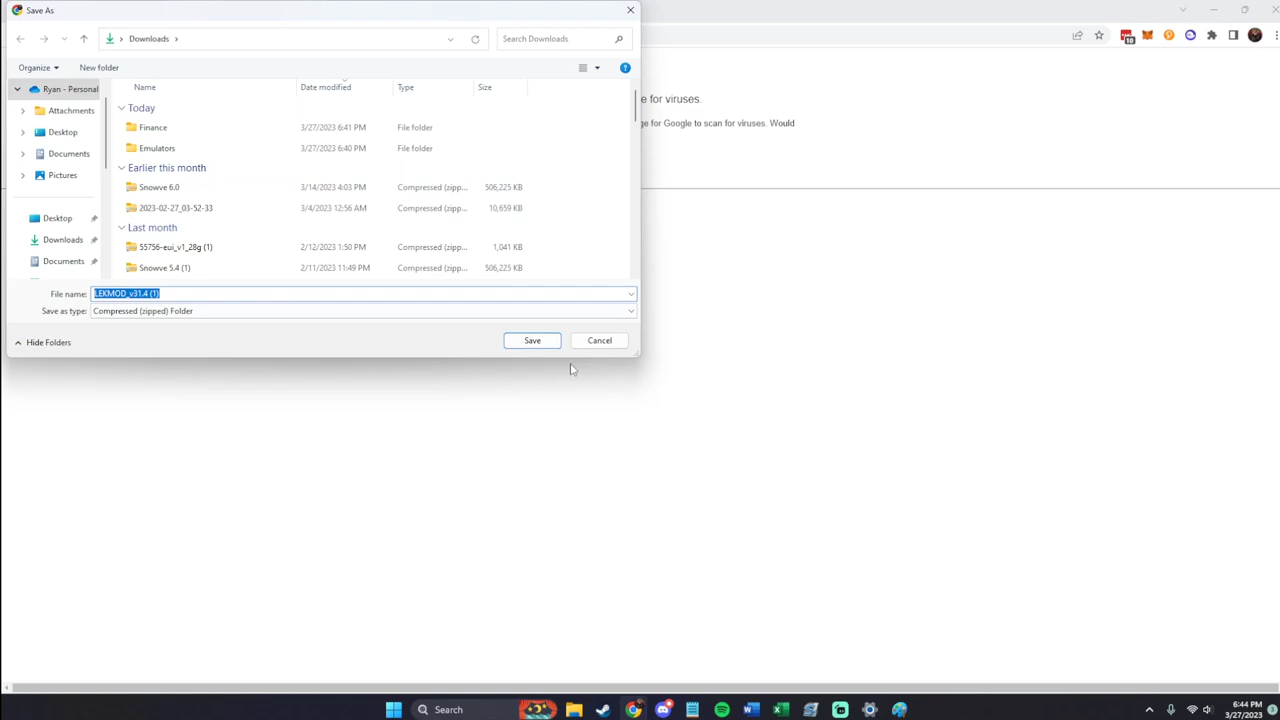 Save As
Downloads
Search Downloads
Organize
New folder
Ryan - Personal
Attachments
Desktop
Documents
Pictures
Desktop
Downloads
Documents
Name Date modified Type Size
Today
Finance 3/27/2023 6:41 PM File folder
Emulators 3/27/2023 6:40 PM File folder
Earlier this month
Snowve 6.0 3/14/2023 4:03 PM Compressed (zipp... 506,225 KB
2023-02-27_03-52-33 3/4/2023 12:56 AM Compressed (zipp... 10,659 KB
Last month
55756-eui_v1_28g (1) 2/12/2023 1:50 PM Compressed (zipp... 1,041 KB
Snowve 5.4 (1) 2/11/2023 11:49 PM Compressed (zipp... 506,225 KB
File name: LEKMOD_v31.4 (1)
Save as type: Compressed (zipped) Folder
Hide Folders
Save
Cancel
e for viruses.
ge for Google to scan for viruses. Would
10
Search
6:44 PM
3/27/2023